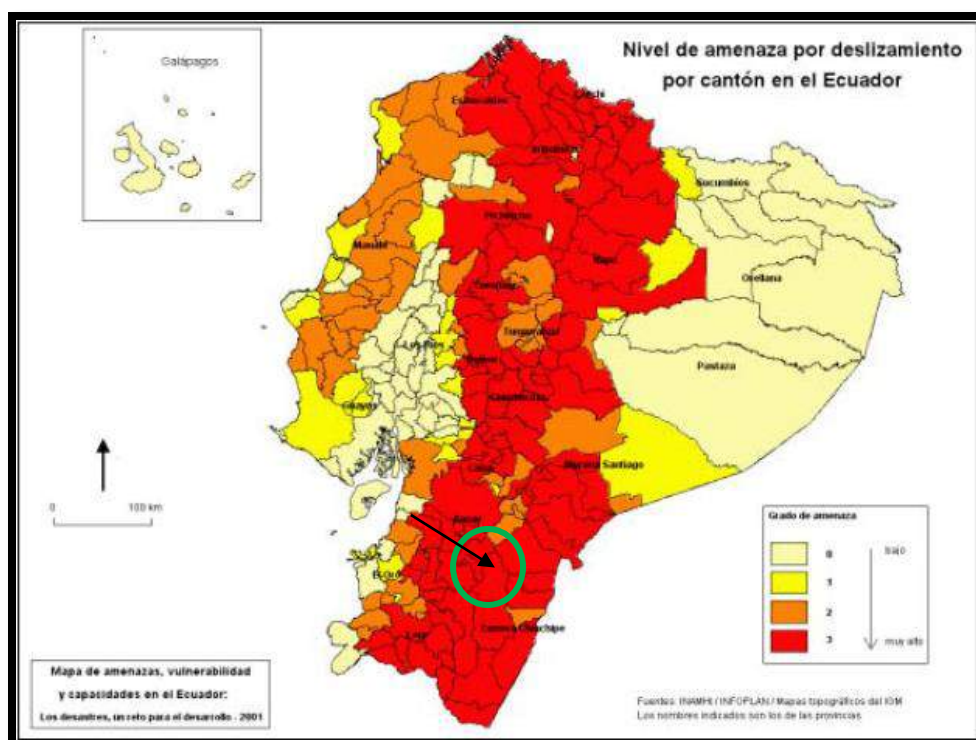 Nivel de amenaza por deslizamiento
por cantón en el Ecuador
Galápagos
Esmeraldas
Carchi
Imbabura
Sucumbíos
Pichincha
Manabí
Napo
Orellana
Cotopaxi
Tungurahua
Los Ríos
Bolívar
Pastaza
Chimborazo
Guayas
Cañar
Morona Santiago
0
100 km
Azuay
El Oro
Zamora Chinchipe
Loja
Grado de amenaza
0
bajo
1
2
3
muy alto
Mapa de amenazas, vulnerabilidad
y capacidades en el Ecuador:
Los desastres, un reto para el desarrollo - 2001
Fuentes: INAMHI / INFOPLAN / Mapas topográficos del IGM
Los nombres indicados son los de las provincias